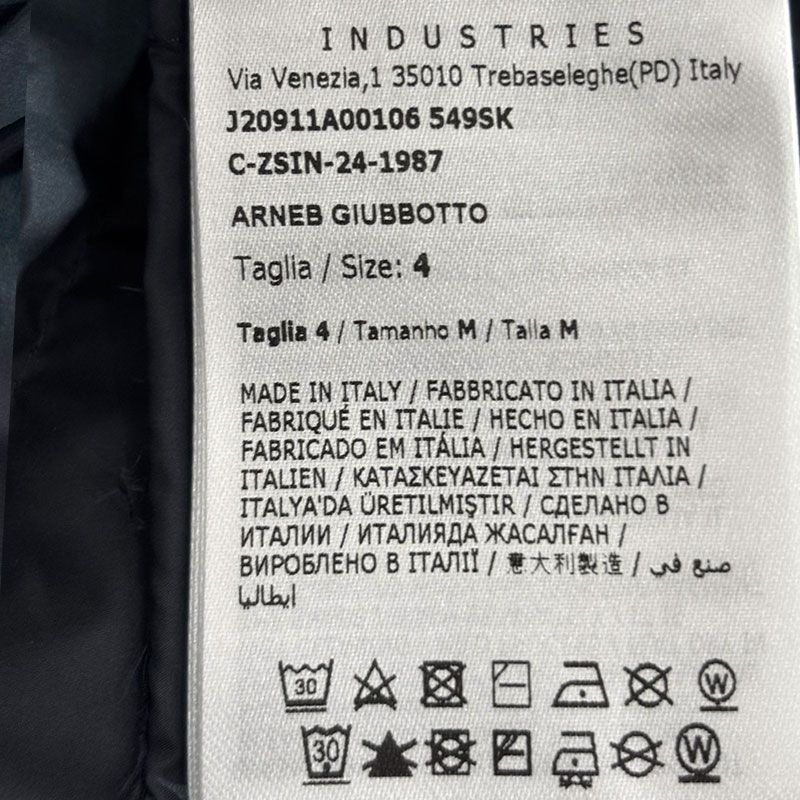 INDUSTRIES
Via Venezia,1 35010 Trebaseleghe(PD) Italy
J20911A00106 549SK
C-ZSIN-24-1987
ARNEB GIUBBOTTO
Taglia / Size: 4
Taglia 4 / Tamanho M / Talla M
MADE IN ITALY / FABBRICATO IN ITALIA /
FABRIQUÉ EN ITALIE / HECHO EN ITALIA /
FABRICADO EM ITÁLIA / HERGESTELLT IN
ITALIEN / ΚΑΤΑΣΚΕΥΑΖΕΤΑΙ ΣΤΗΝ ΙΤΑΛΙΑ /
ITALYA'DA ÜRETILMIŞTIR / СДЕЛАНО В
ИТАЛИИ / ИТАЛИЯДА ЖАСАЛҒАН /
ВИРОБЛЕНО В ІТАЛІЇ / 意大利製造 / صنع في
ايطاليا
30 W
30 W